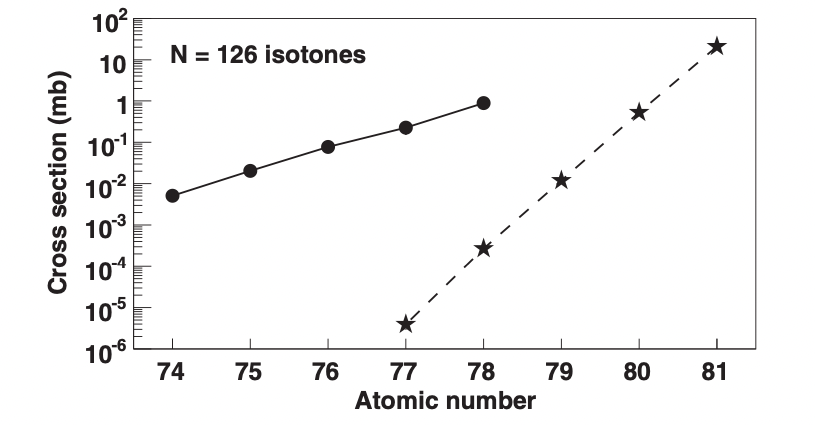 10²
10
1
10⁻¹
10⁻²
10⁻³
10⁻⁴
10⁻⁵
10⁻⁶
Cross section (mb)
N = 126 isotones
74 75 76 77 78 79 80 81
Atomic number